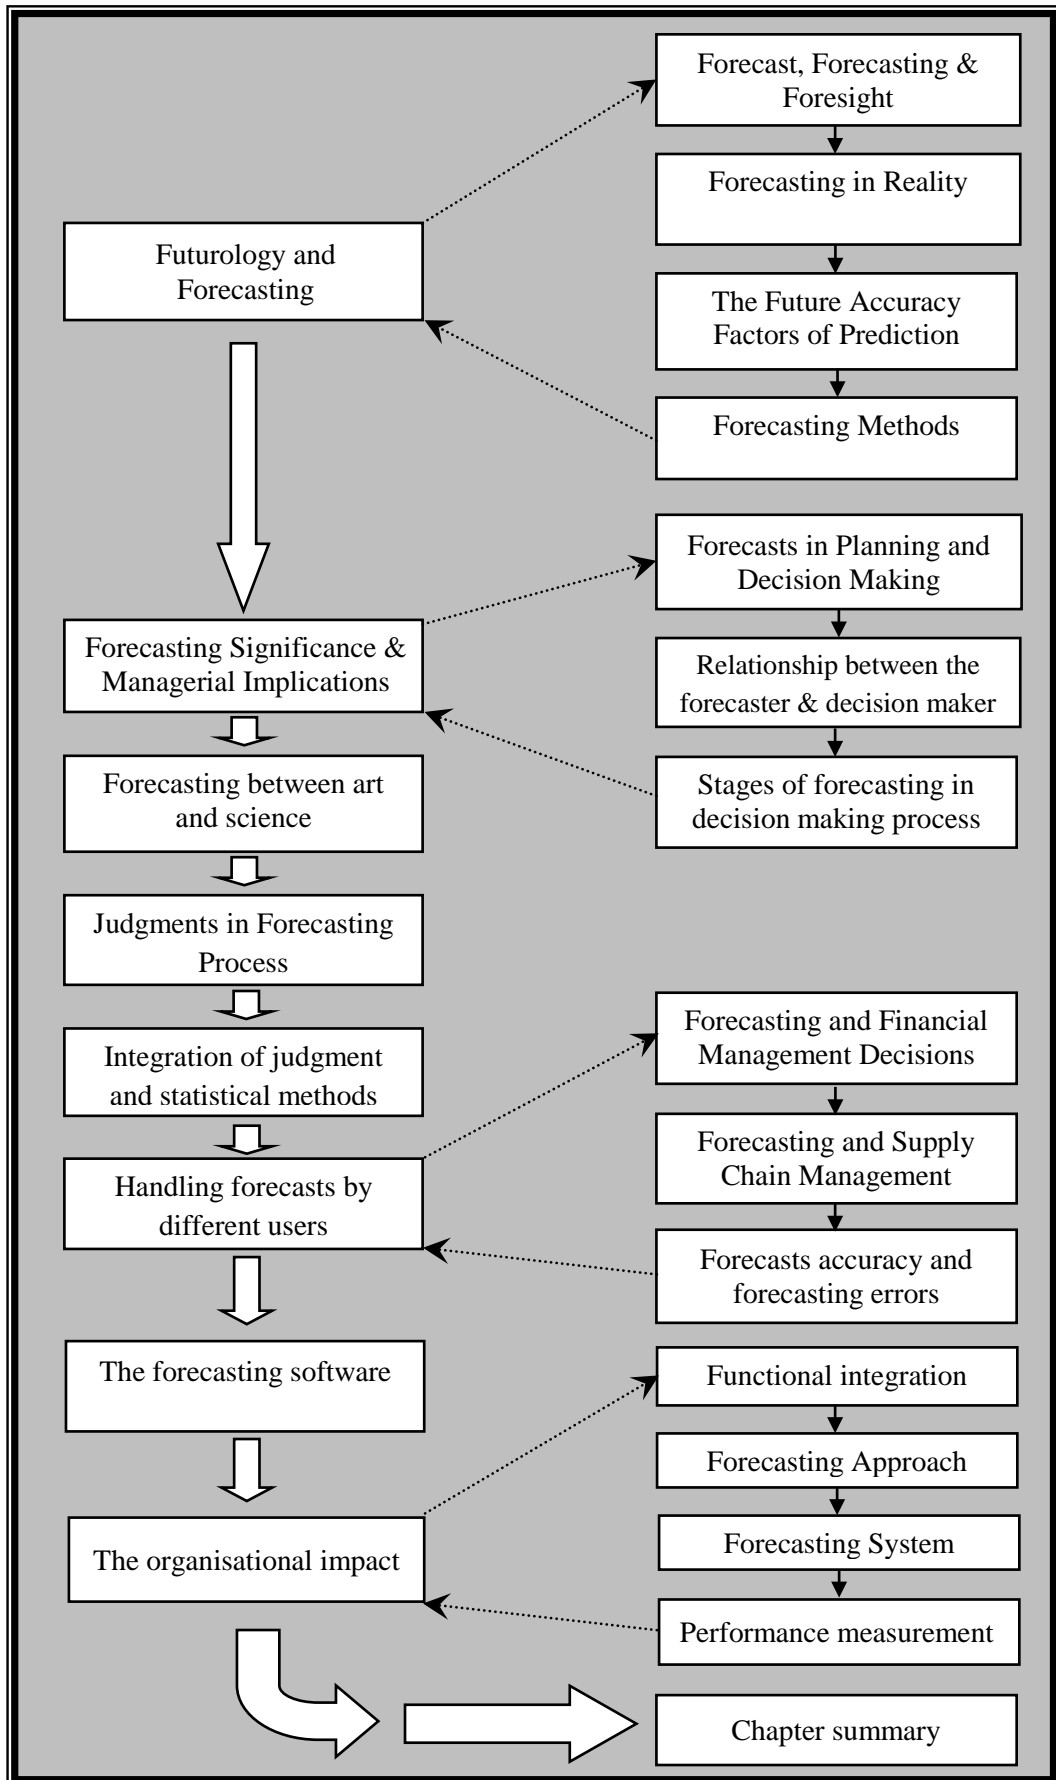 Forecast, Forecasting &
Foresight
Forecasting in Reality
Futurology and
Forecasting
The Future Accuracy
Factors of Prediction
Forecasting Methods
Forecasts in Planning and
Decision Making
Forecasting Significance &
Managerial Implications
Relationship between the
forecaster & decision maker
Forecasting between art
and science
Stages of forecasting in
decision making process
Judgments in Forecasting
Process
Forecasting and Financial
Management Decisions
Integration of judgment
and statistical methods
Forecasting and Supply
Chain Management
Handling forecasts by
different users
Forecasts accuracy and
forecasting errors
The forecasting software
Functional integration
Forecasting Approach
The organisational impact
Forecasting System
Performance measurement
Chapter summary